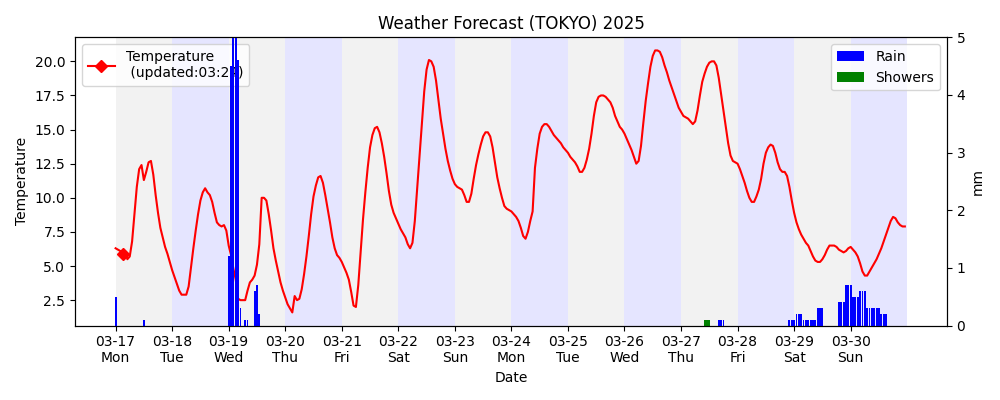 Weather Forecast (TOKYO) 2025
Temperature
(updated:03:20)
Rain
Showers
20.0
17.5
15.0
12.5
10.0
7.5
5.0
2.5
Temperature
5
4
3
2
1
0
mm
03-17 03-18 03-19 03-20 03-21 03-22 03-23 03-24 03-25 03-26 03-27 03-28 03-29 03-30
Mon Tue Wed Thu Fri Sat Sun Mon Tue Wed Thu Fri Sat Sun
Date